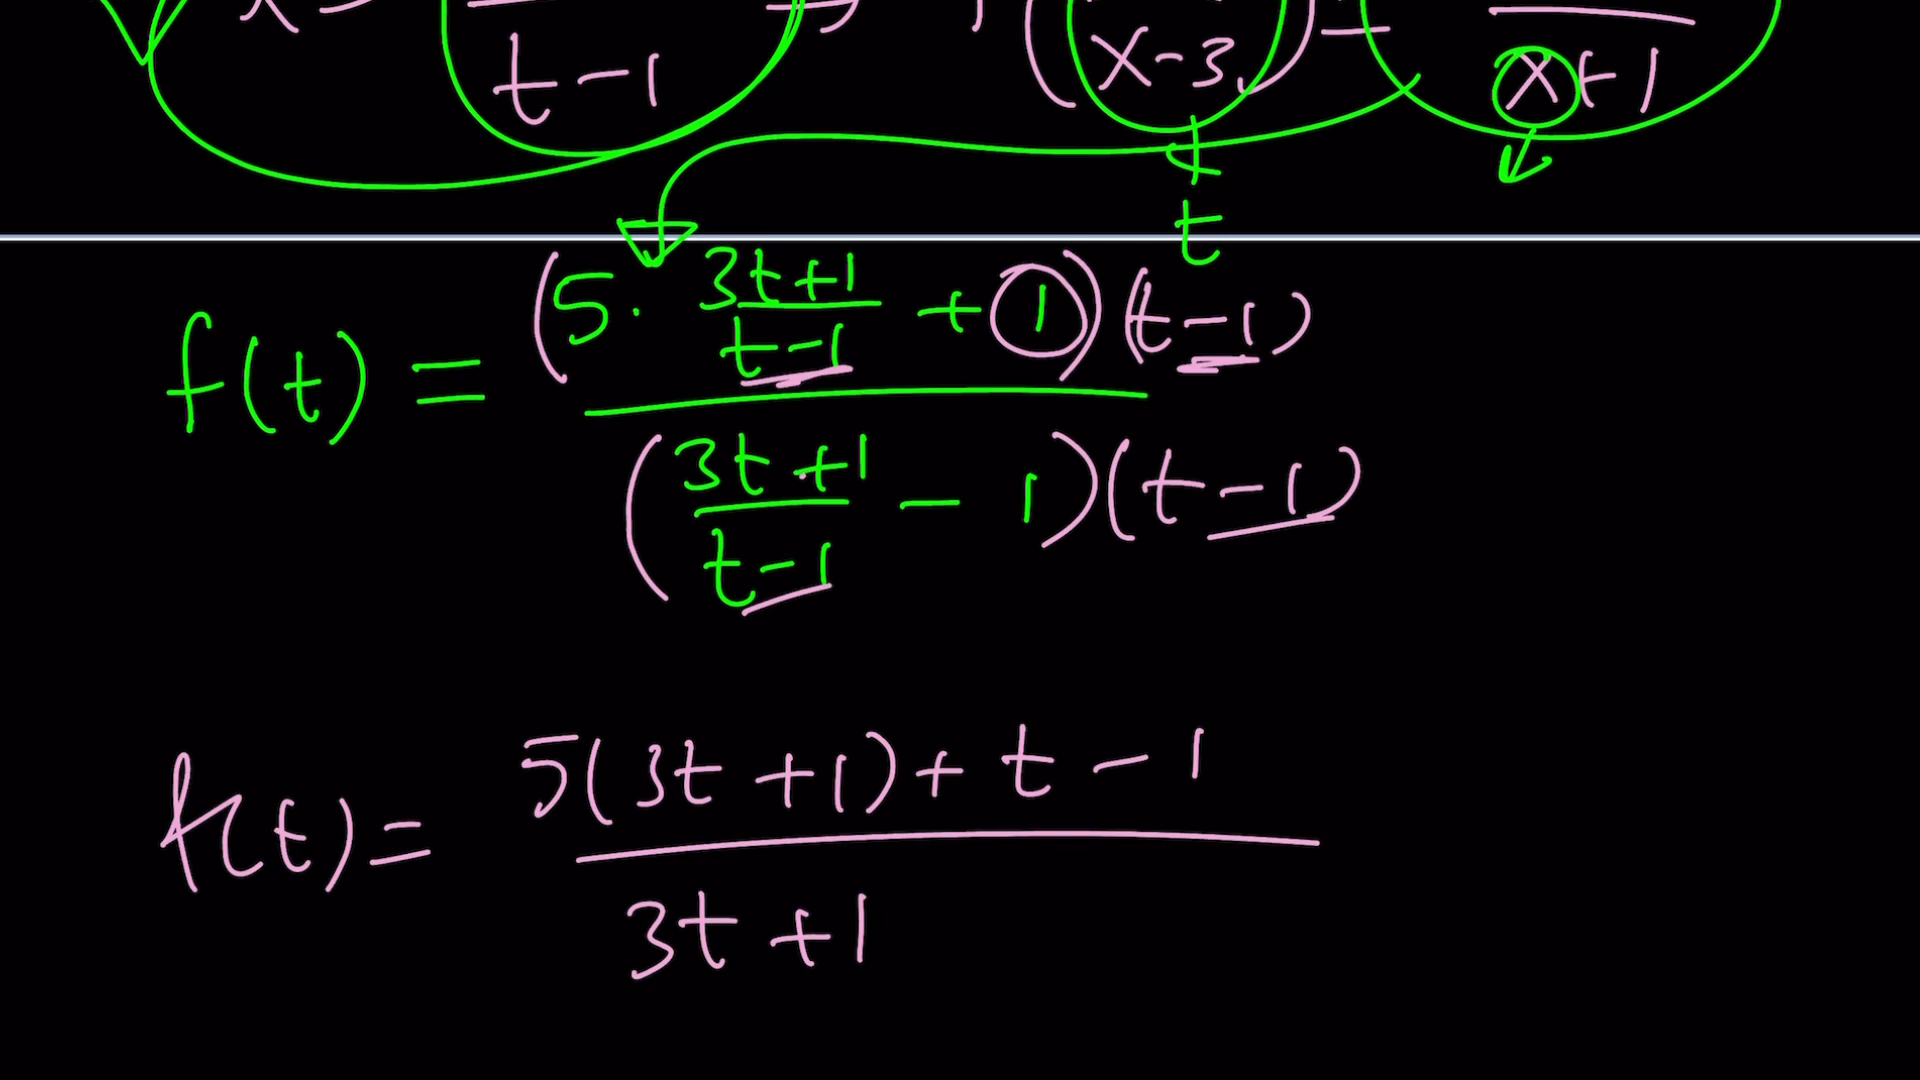 t - 1 x - 3 x + 1
t
f(t) = (5 · (3t + 1)/(t - 1) + 1)(t - 1) / ((3t + 1)/(t - 1) - 1)(t - 1)
f(t) = 5(3t + 1) + t - 1
3t + 1